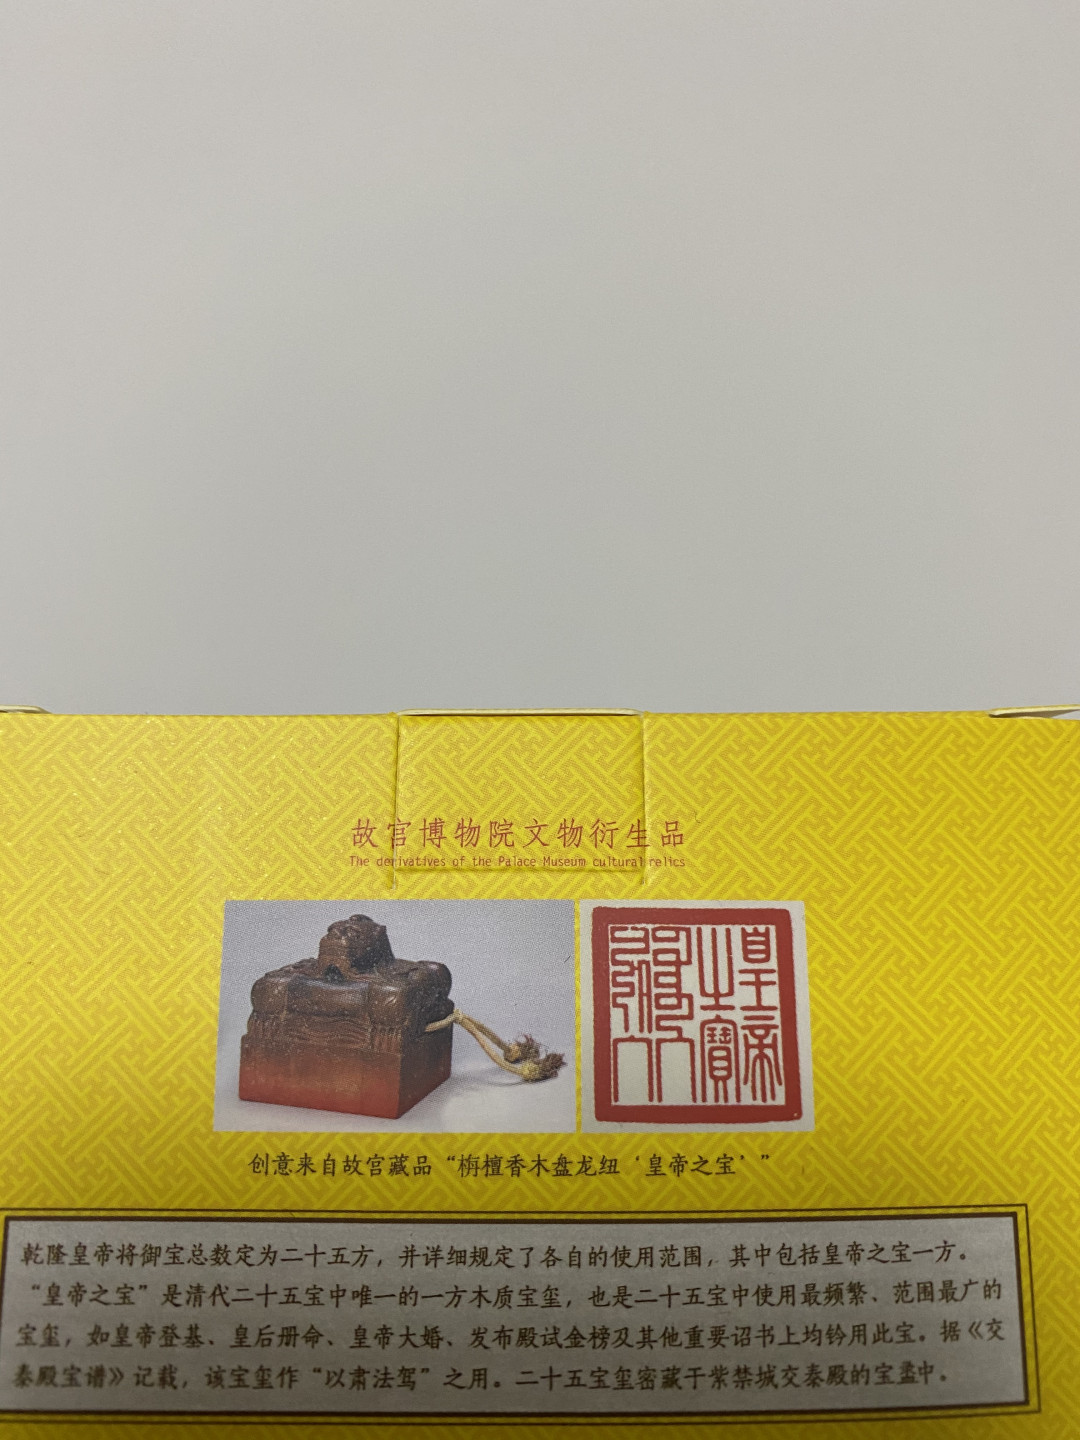 故宫博物院文物衍生品
The derivatives of the Palace Museum cultural relics
皇帝之寶
创意来自故宫藏品“栴檀香木盘龙纽‘皇帝之宝’”
乾隆皇帝将御宝总数定为二十五方，并详细规定了各自的使用范围，其中包括皇帝之宝一方。
“皇帝之宝”是清代二十五宝中唯一的一方木质宝玺，也是二十五宝中使用最频繁、范围最广的
宝玺，如皇帝登基、皇后册命、皇帝大婚、发布殿试金榜及其他重要诏书上均钤用此宝。据《交
泰殿宝谱》记载，该宝玺作“以肃法驾”之用。二十五宝玺密藏于紫禁城交泰殿的宝盝中。